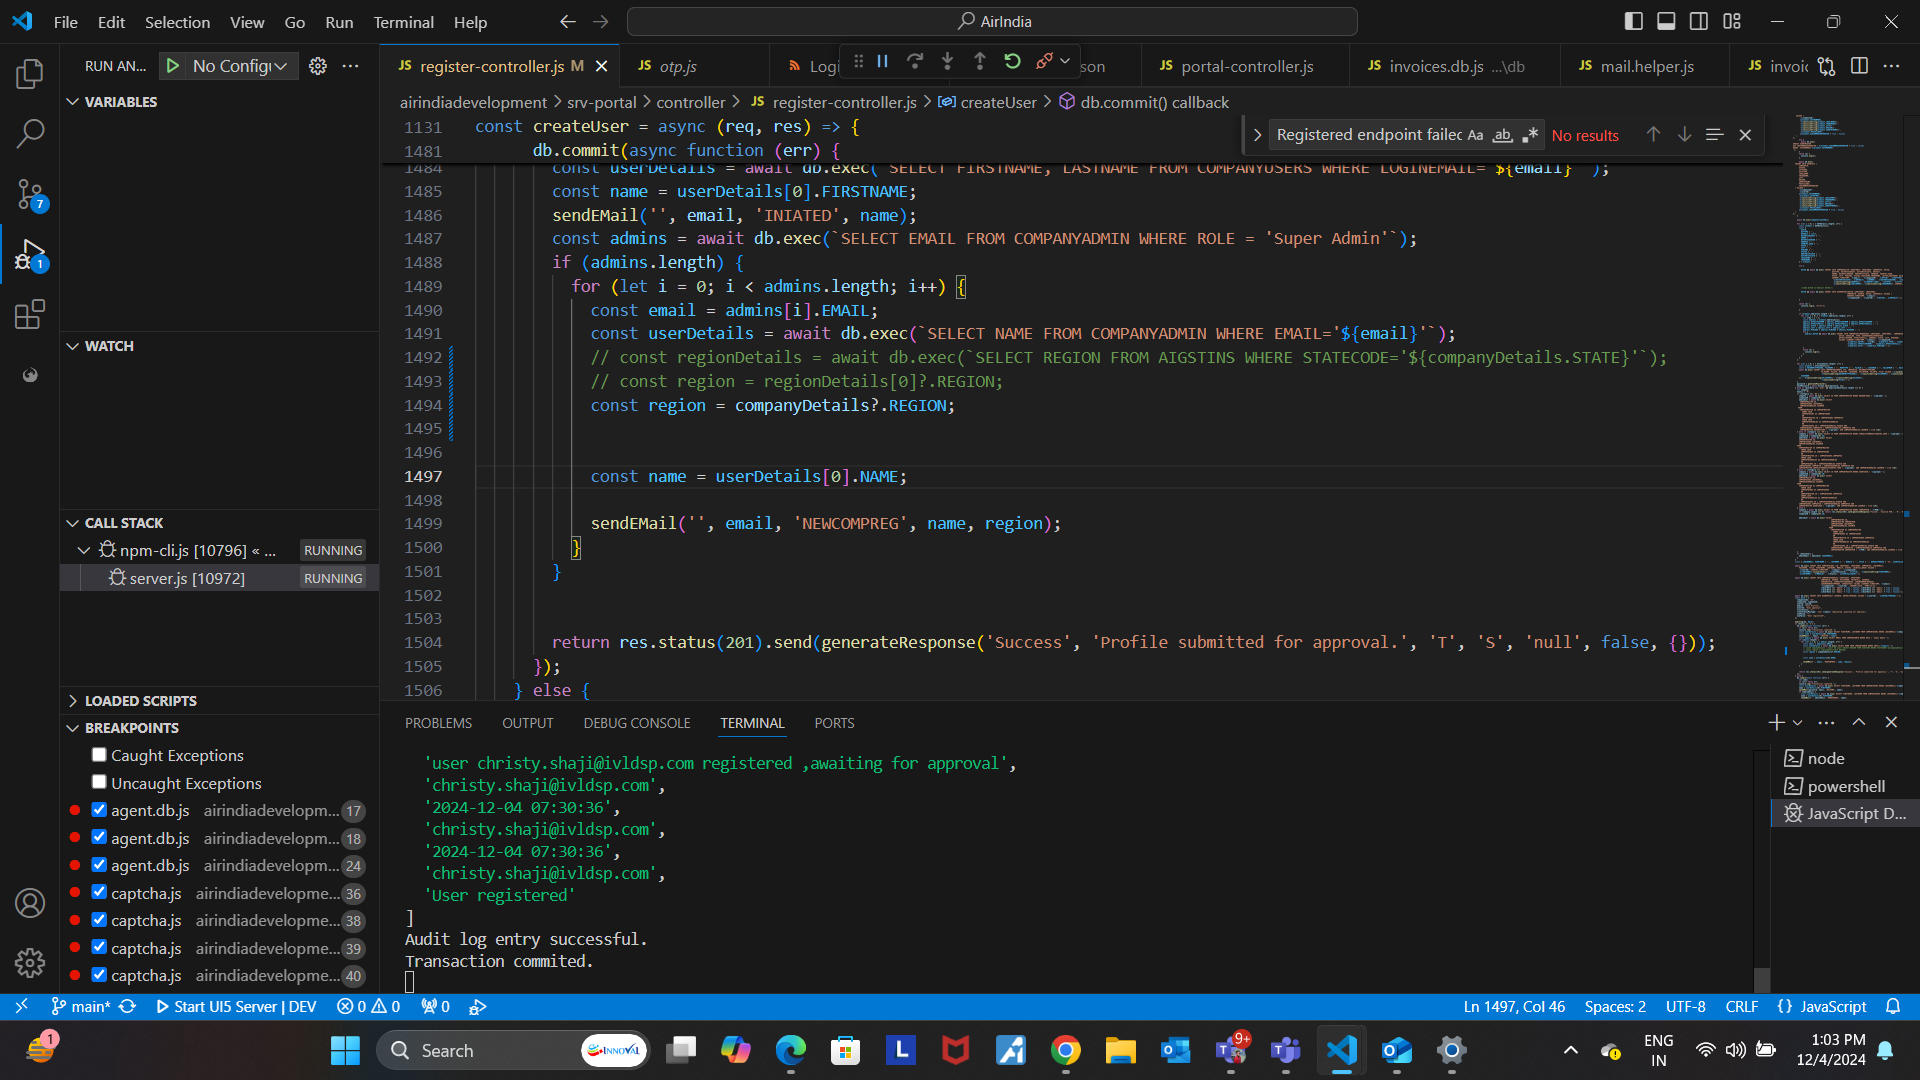 File Edit Selection View Go Run Terminal Help
AirIndia
RUN AN... No Config
VARIABLES
WATCH
CALL STACK
npm-cli.js [10796] « ... RUNNING
server.js [10972] RUNNING
LOADED SCRIPTS
BREAKPOINTS
Caught Exceptions
Uncaught Exceptions
agent.db.js airindiadevelopm... 17
agent.db.js airindiadevelopm... 18
agent.db.js airindiadevelopm... 24
captcha.js airindiadevelopme... 36
captcha.js airindiadevelopme... 38
captcha.js airindiadevelopme... 39
captcha.js airindiadevelopme... 40
7
1
JS register-controller.js M
JS otp.js
Logi
son
JS portal-controller.js
JS invoices.db.js ...\db
JS mail.helper.js
JS invoic
airindiadevelopment > srv-portal > controller > JS register-controller.js > createUser > db.commit() callback
Registered endpoint failed Aa ab No results
1131 const createUser = async (req, res) => {
1481 db.commit(async function (err) {
1484 const userDetails = await db.exec(`SELECT FIRSTNAME, LASTNAME FROM COMPANYUSERS WHERE LOGINEMAIL='${email}'`);
1485 const name = userDetails[0].FIRSTNAME;
1486 sendEMail('', email, 'INIATED', name);
1487 const admins = await db.exec(`SELECT EMAIL FROM COMPANYADMIN WHERE ROLE = 'Super Admin'`);
1488 if (admins.length) {
1489 for (let i = 0; i < admins.length; i++) {
1490 const email = admins[i].EMAIL;
1491 const userDetails = await db.exec(`SELECT NAME FROM COMPANYADMIN WHERE EMAIL='${email}'`);
1492 // const regionDetails = await db.exec(`SELECT REGION FROM AIGSTINS WHERE STATECODE='${companyDetails.STATE}'`);
1493 // const region = regionDetails[0]?.REGION;
1494 const region = companyDetails?.REGION;
1495
1496
1497 const name = userDetails[0].NAME;
1498
1499 sendEMail('', email, 'NEWCOMPREG', name, region);
1500 }
1501 }
1502
1503
1504 return res.status(201).send(generateResponse('Success', 'Profile submitted for approval.', 'T', 'S', 'null', false, {}));
1505 });
1506 } else {
PROBLEMS OUTPUT DEBUG CONSOLE TERMINAL PORTS
'user christy.shaji@ivldsp.com registered ,awaiting for approval',
'christy.shaji@ivldsp.com',
'2024-12-04 07:30:36',
'christy.shaji@ivldsp.com',
'2024-12-04 07:30:36',
'christy.shaji@ivldsp.com',
'User registered'
]
Audit log entry successful.
Transaction commited.
node
powershell
JavaScript D...
main* Start UI5 Server | DEV 0 0 0
Ln 1497, Col 46 Spaces: 2 UTF-8 CRLF {} JavaScript
1
Search
INNOVAL
L
9+
ENG
IN
1:03 PM
12/4/2024